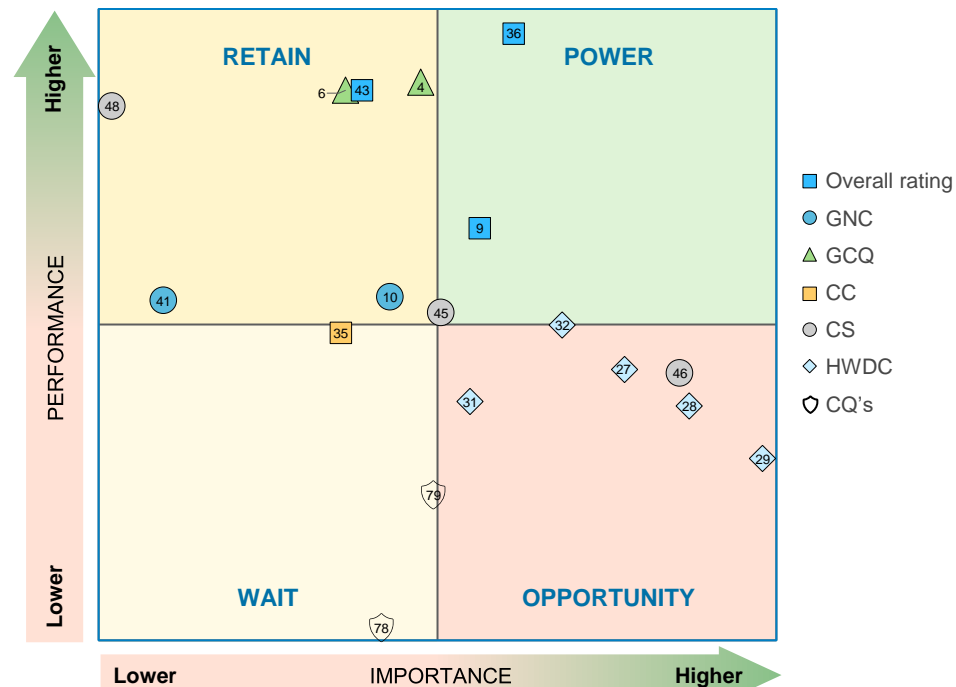 Higher
PERFORMANCE
Lower
RETAIN
POWER
WAIT
OPPORTUNITY
36
6
43
4
48
9
41
10
45
35
32
27
46
31
28
29
79
78
Lower
IMPORTANCE
Higher
Overall rating
GNC
GCQ
CC
CS
HWDC
CQ's